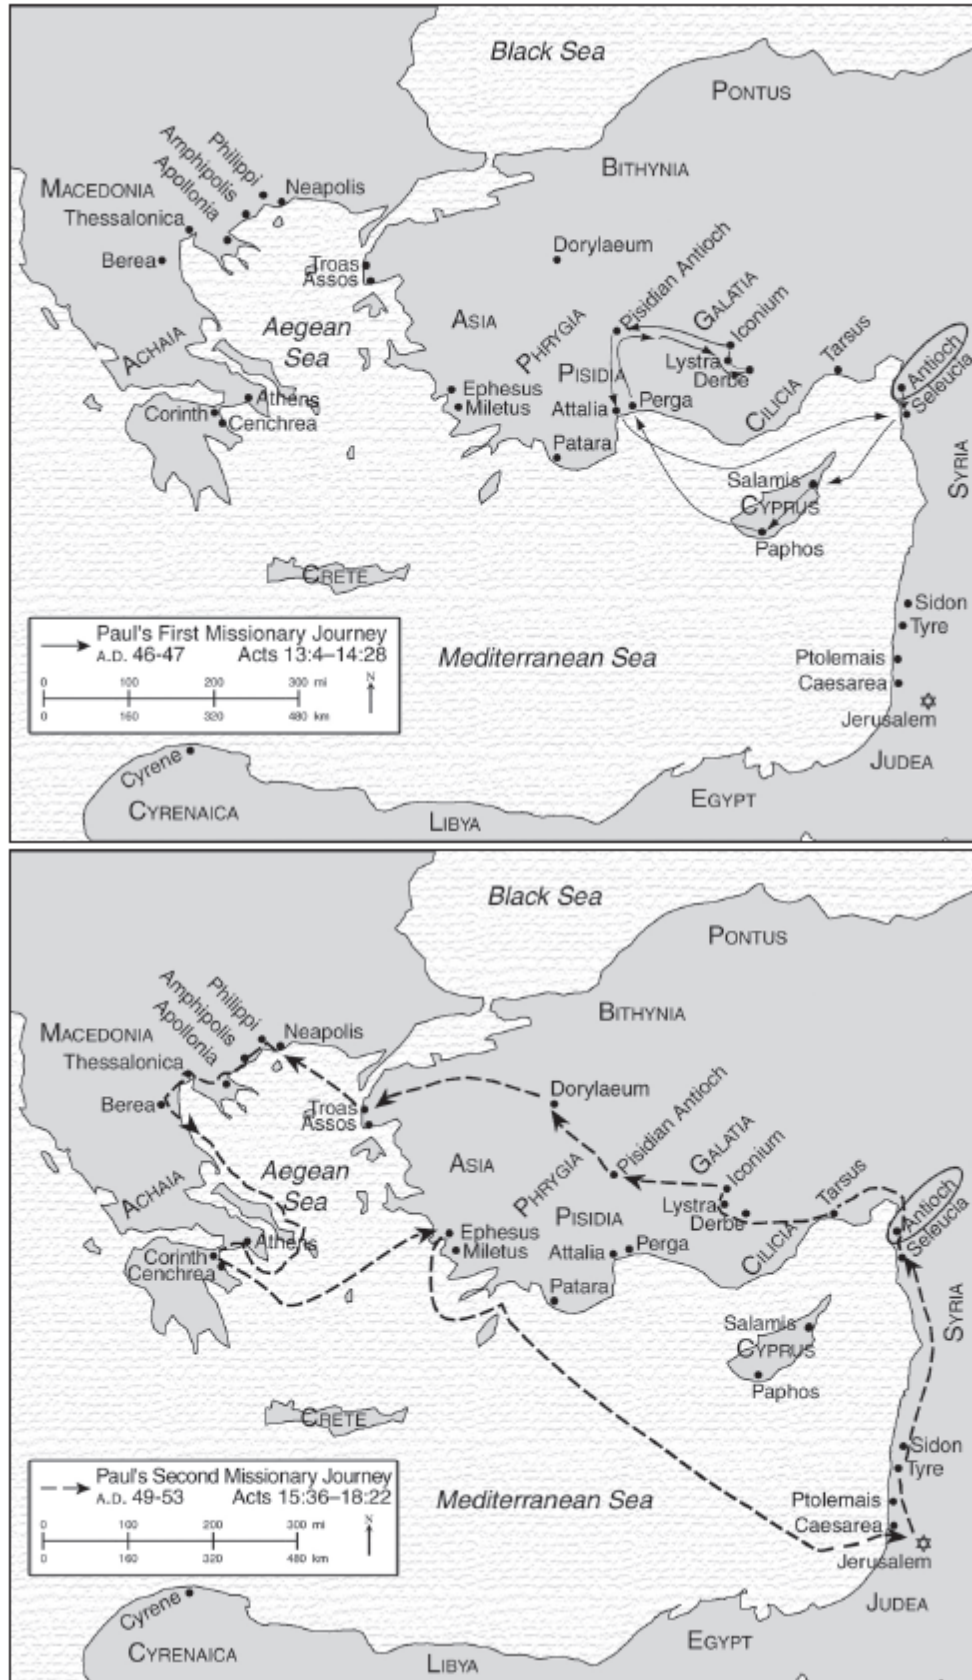 Black Sea
PONTUS
BITHYNIA
MACEDONIA
Philippi
Amphipolis
Apollonia
Neapolis
Thessalonica
Berea
Troas
Assos
Dorylaeum
Pisidian Antioch
GALATIA
Iconium
Aegean
Sea
ASIA
PHRYGIA
PISIDIA
Lystra
Derbe
Tarsus
Antioch
Seleucia
ACHAIA
Athens
Corinth
Cenchrea
Ephesus
Miletus
Attalia
Perga
CILICIA
Patara
SYRIA
Salamis
CYPRUS
Paphos
CRETE
Sidon
Tyre
Paul's First Missionary Journey
A.D. 46-47 Acts 13:4–14:28
0 100 200 300 mi
0 160 320 480 km
N
Mediterranean Sea
Ptolemais
Caesarea
Jerusalem
JUDEA
Cyrene
CYRENAICA
LIBYA
EGYPT
Black Sea
PONTUS
BITHYNIA
MACEDONIA
Philippi
Amphipolis
Apollonia
Neapolis
Thessalonica
Berea
Troas
Assos
Dorylaeum
Pisidian Antioch
GALATIA
Iconium
Aegean
Sea
ASIA
PHRYGIA
PISIDIA
Lystra
Derbe
Tarsus
Antioch
Seleucia
ACHAIA
Athens
Corinth
Cenchrea
Ephesus
Miletus
Attalia
Perga
CILICIA
Patara
SYRIA
Salamis
CYPRUS
Paphos
CRETE
Sidon
Tyre
Paul's Second Missionary Journey
A.D. 49-53 Acts 15:36–18:22
0 100 200 300 mi
0 160 320 480 km
N
Mediterranean Sea
Ptolemais
Caesarea
Jerusalem
JUDEA
Cyrene
CYRENAICA
LIBYA
EGYPT